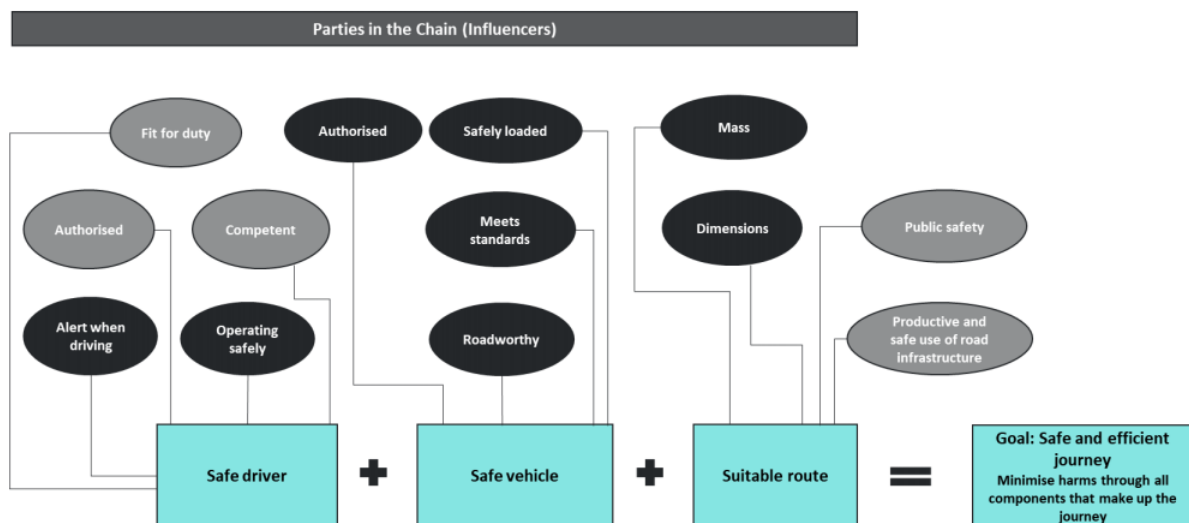 Parties in the Chain (Influencers)
Fit for duty
Authorised
Safely loaded
Mass
Authorised
Competent
Meets
standards
Dimensions
Public safety
Alert when
driving
Operating
safely
Roadworthy
Productive and
safe use of road
infrastructure
Safe driver
Safe vehicle
Suitable route
Goal: Safe and efficient
journey
Minimise harms through all
components that make up the
journey